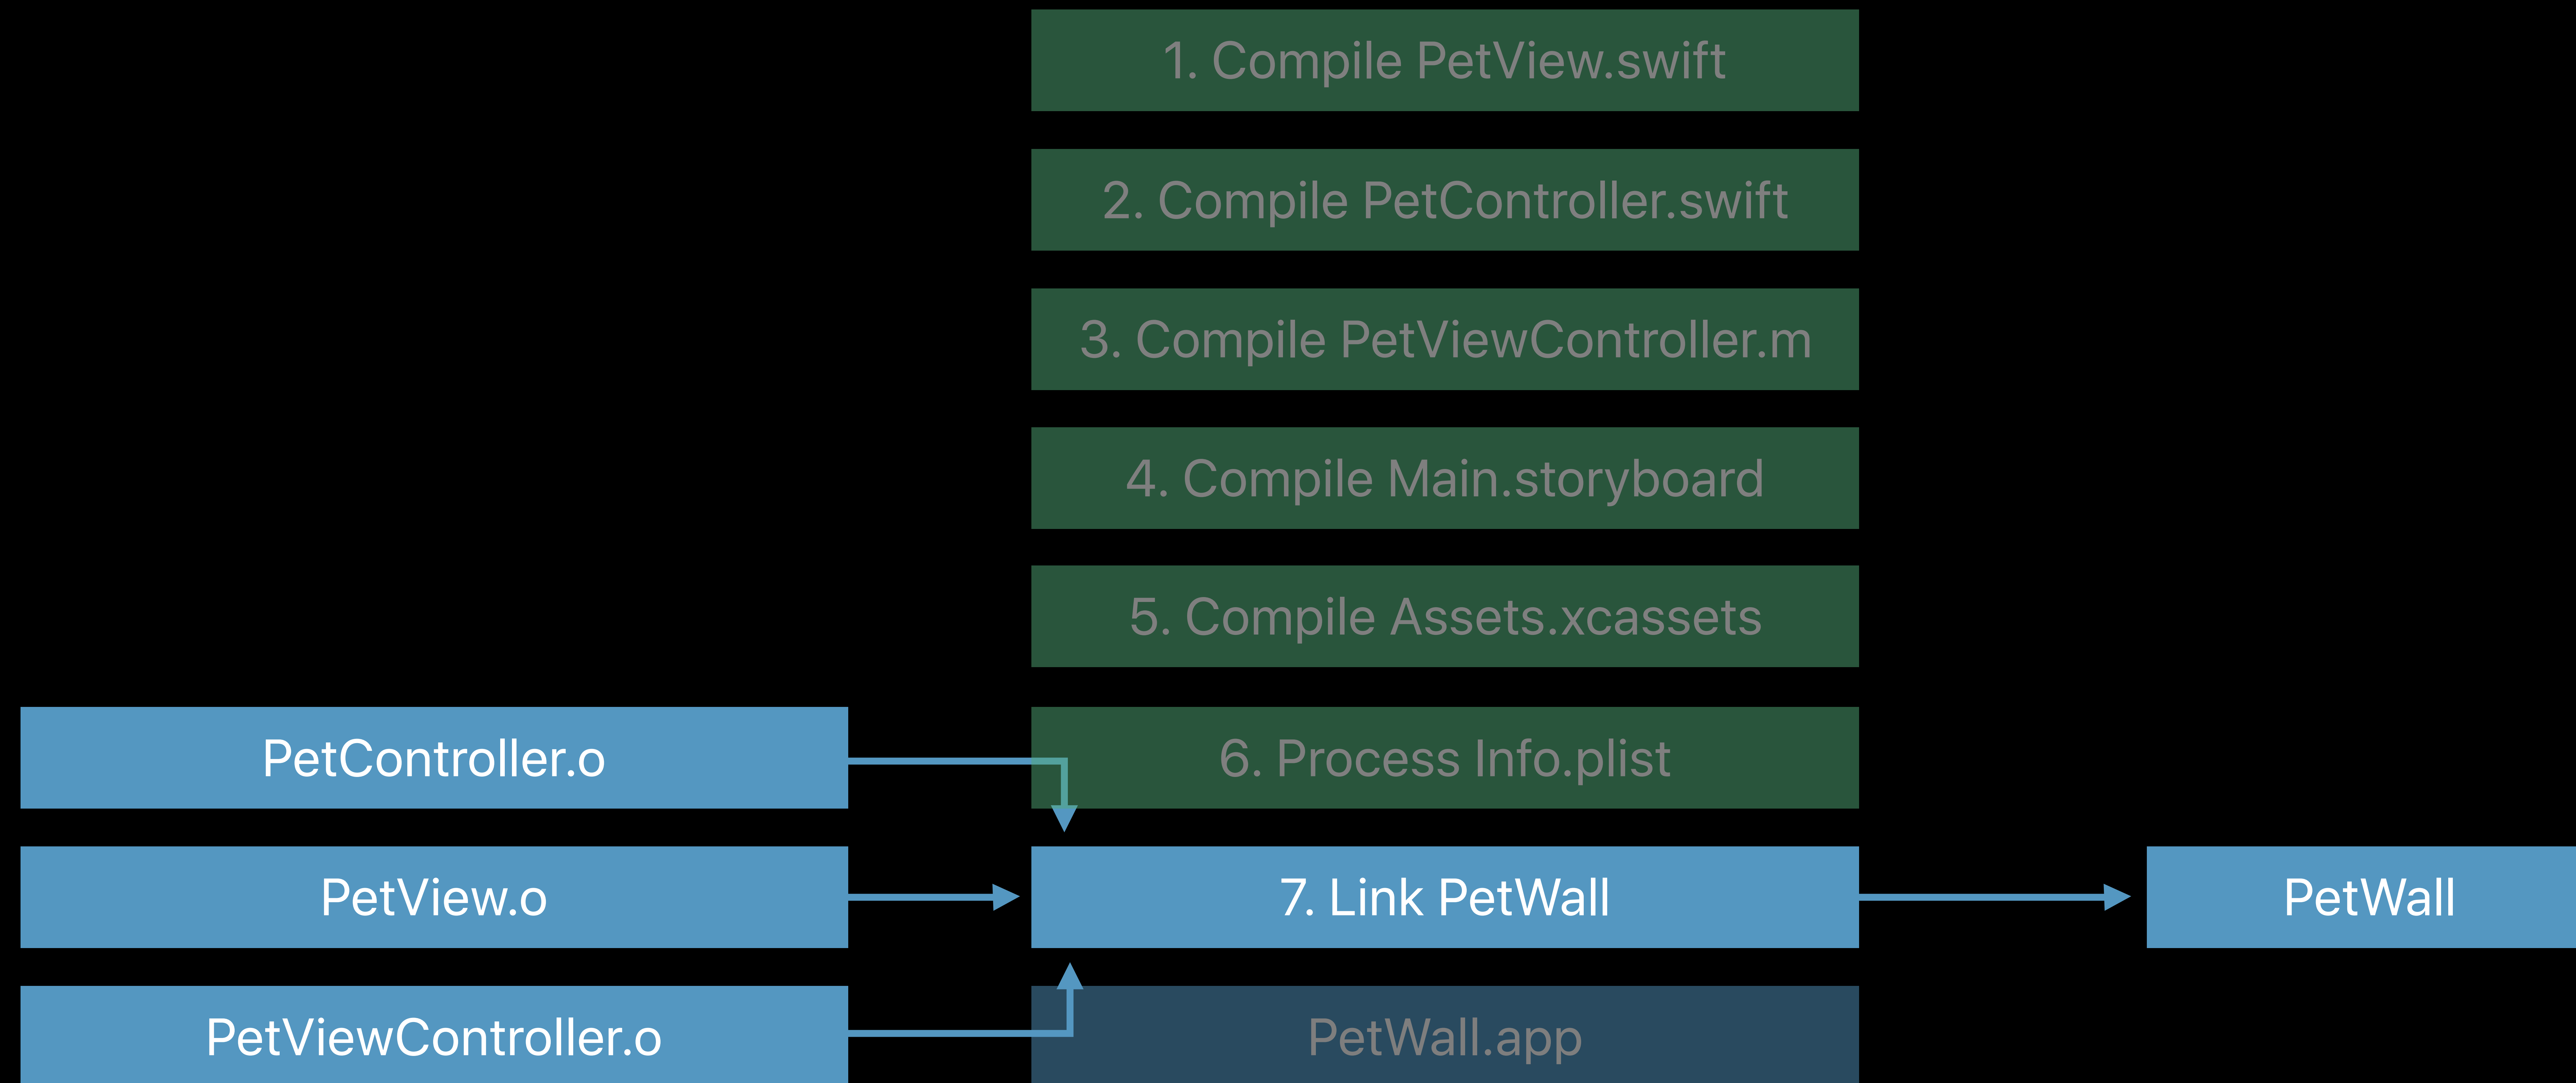 1. Compile PetView.swift
2. Compile PetController.swift
3. Compile PetViewController.m
4. Compile Main.storyboard
5. Compile Assets.xcassets
PetController.o
6. Process Info.plist
PetView.o
7. Link PetWall
PetWall
PetViewController.o
PetWall.app